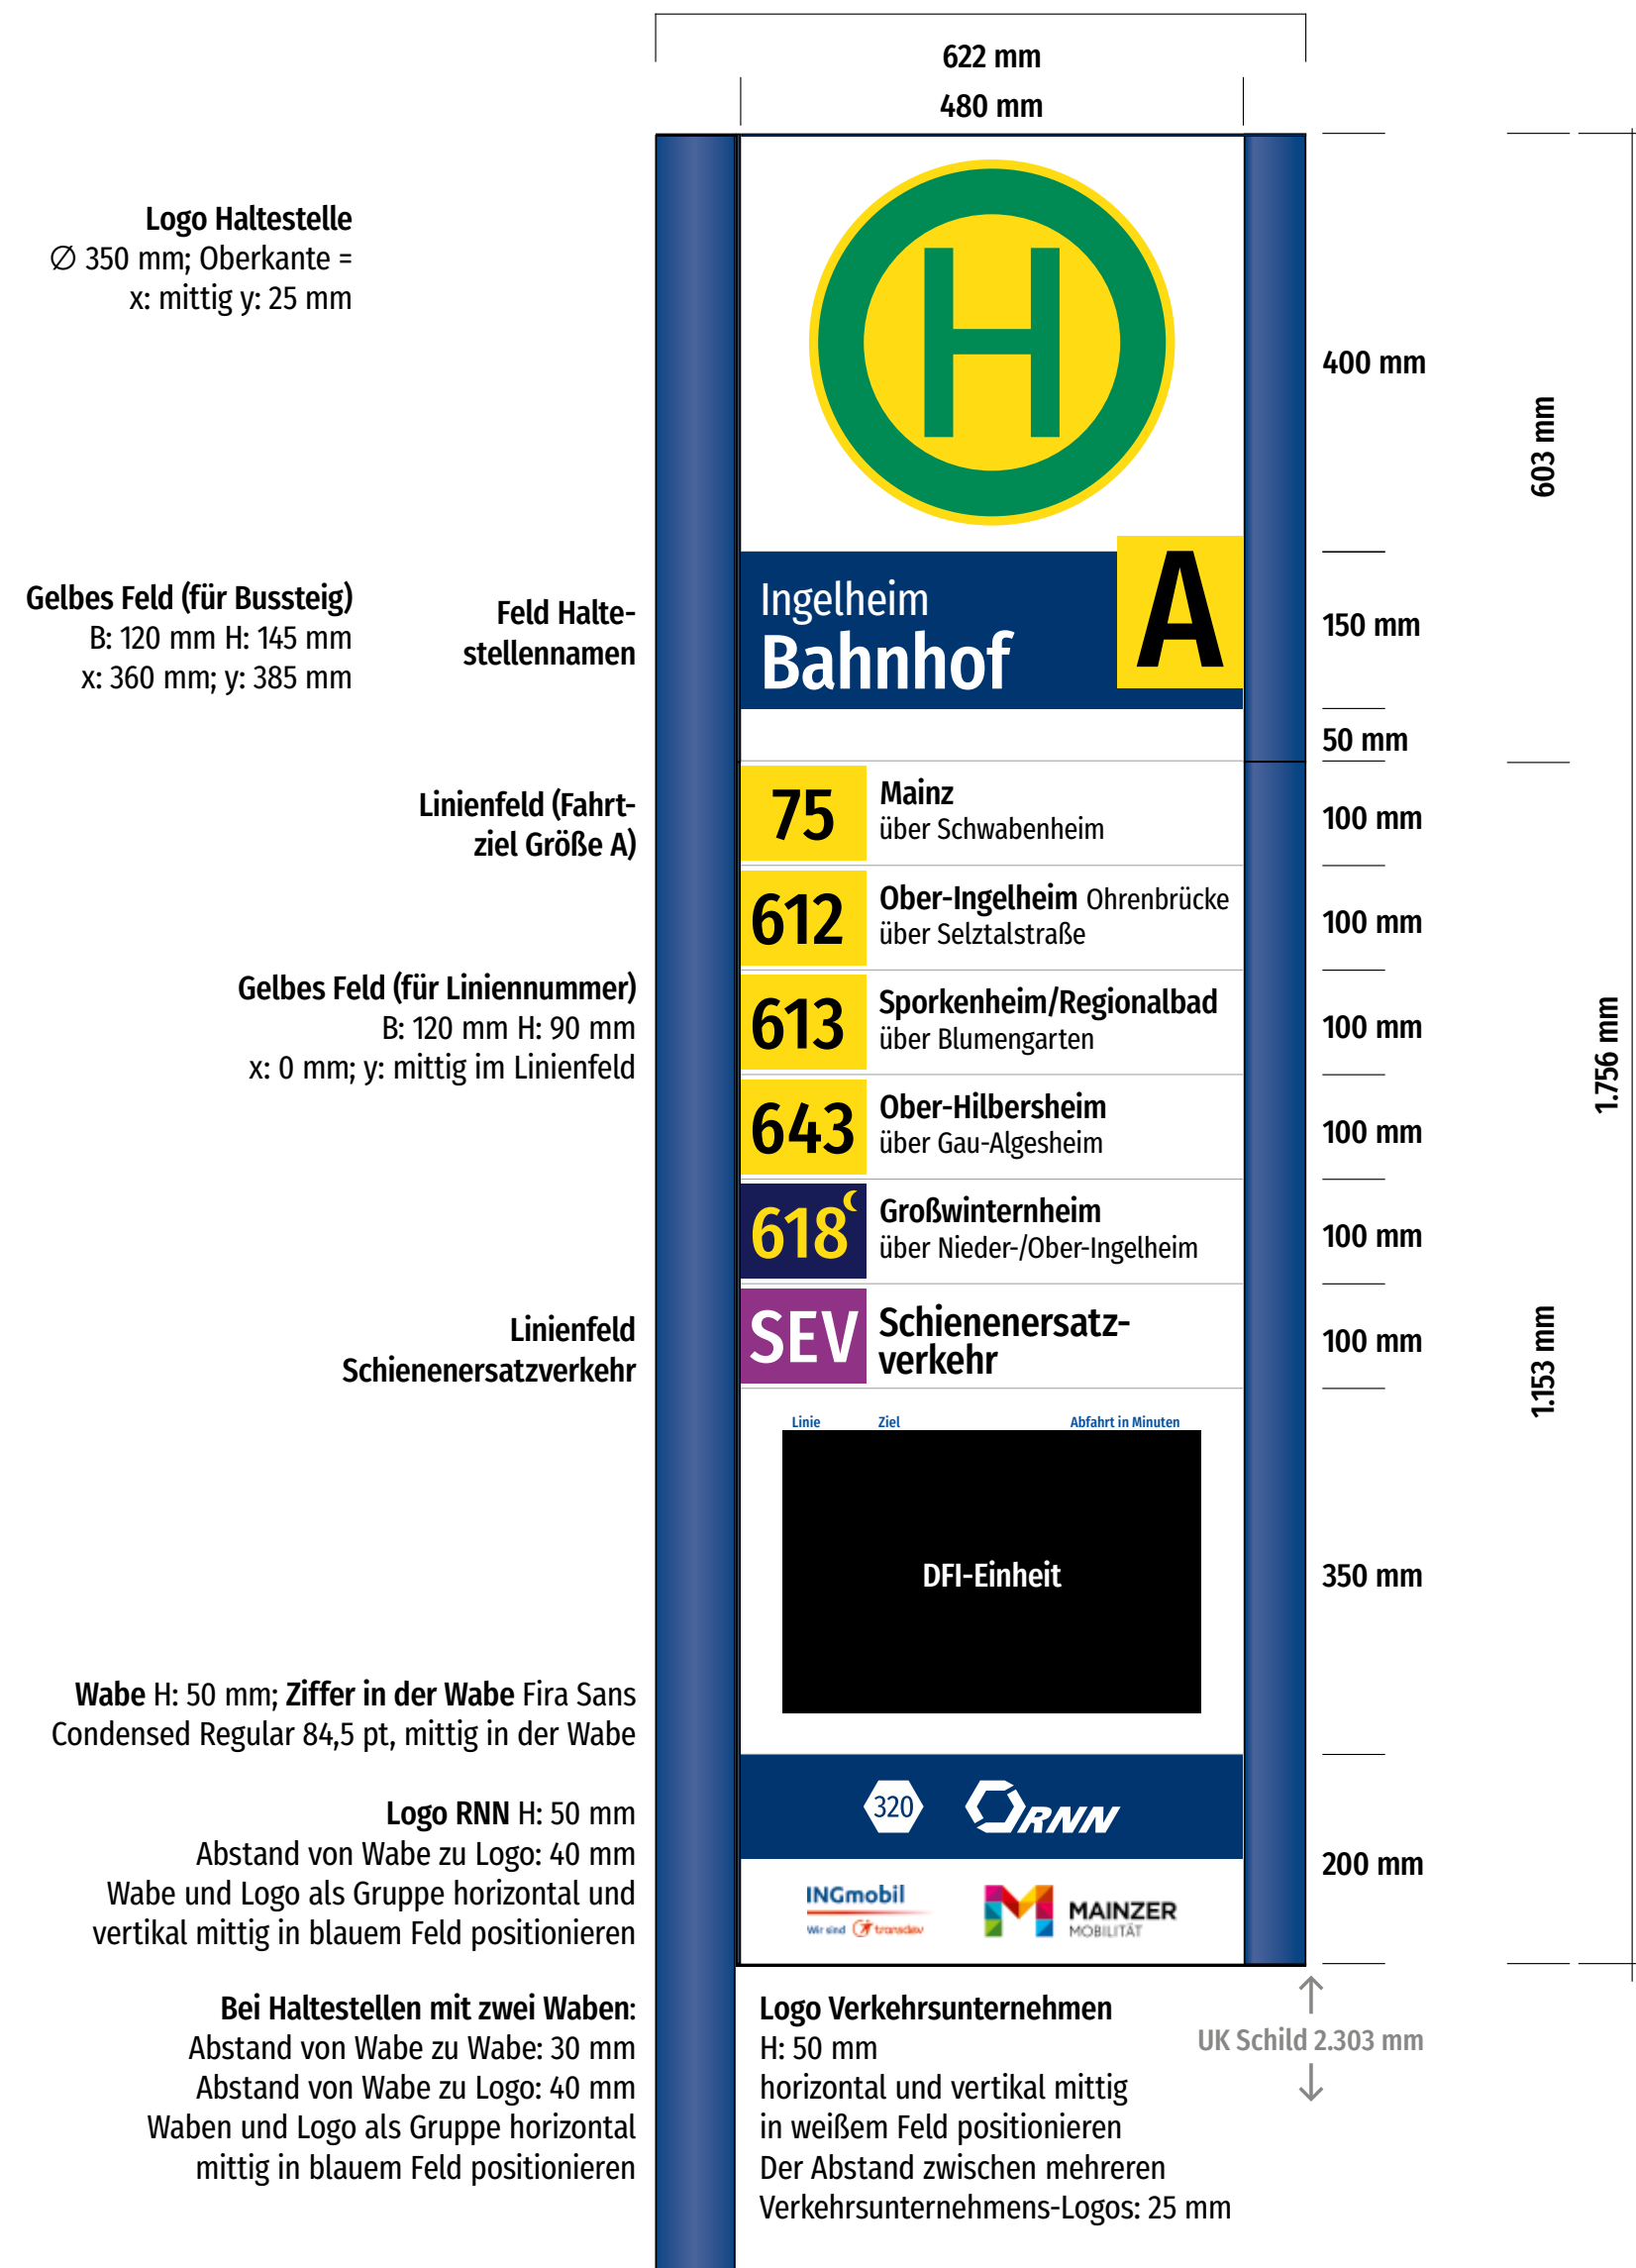 622 mm
480 mm
Logo Haltestelle
∅ 350 mm; Oberkante =
x: mittig y: 25 mm
H
400 mm
603 mm
Gelbes Feld (für Bussteig)
B: 120 mm H: 145 mm
x: 360 mm; y: 385 mm
Feld Halte-
stellennamen
Ingelheim
Bahnhof
A
150 mm
50 mm
Linienfeld (Fahrt-
ziel Größe A)
75
Mainz
über Schwabenheim
100 mm
612
Ober-Ingelheim Ohrenbrücke
über Selztalstraße
100 mm
Gelbes Feld (für Liniennummer)
B: 120 mm H: 90 mm
x: 0 mm; y: mittig im Linienfeld
613
Sporkenheim/Regionalbad
über Blumengarten
100 mm
1.756 mm
643
Ober-Hilbersheim
über Gau-Algesheim
100 mm
618
Großwinternheim
über Nieder-/Ober-Ingelheim
100 mm
Linienfeld
Schienenersatzverkehr
SEV
Schienenersatz-
verkehr
100 mm
1.153 mm
Linie Ziel Abfahrt in Minuten
DFI-Einheit
350 mm
Wabe H: 50 mm; Ziffer in der Wabe Fira Sans
Condensed Regular 84,5 pt, mittig in der Wabe
Logo RNN H: 50 mm
Abstand von Wabe zu Logo: 40 mm
Wabe und Logo als Gruppe horizontal und
vertikal mittig in blauem Feld positionieren
320
RNN
200 mm
INGmobil
Wir sind transdev
MAINZER
MOBILITÄT
Bei Haltestellen mit zwei Waben:
Abstand von Wabe zu Wabe: 30 mm
Abstand von Wabe zu Logo: 40 mm
Waben und Logo als Gruppe horizontal
mittig in blauem Feld positionieren
Logo Verkehrsunternehmen
H: 50 mm
horizontal und vertikal mittig
in weißem Feld positionieren
Der Abstand zwischen mehreren
Verkehrsunternehmens-Logos: 25 mm
UK Schild 2.303 mm